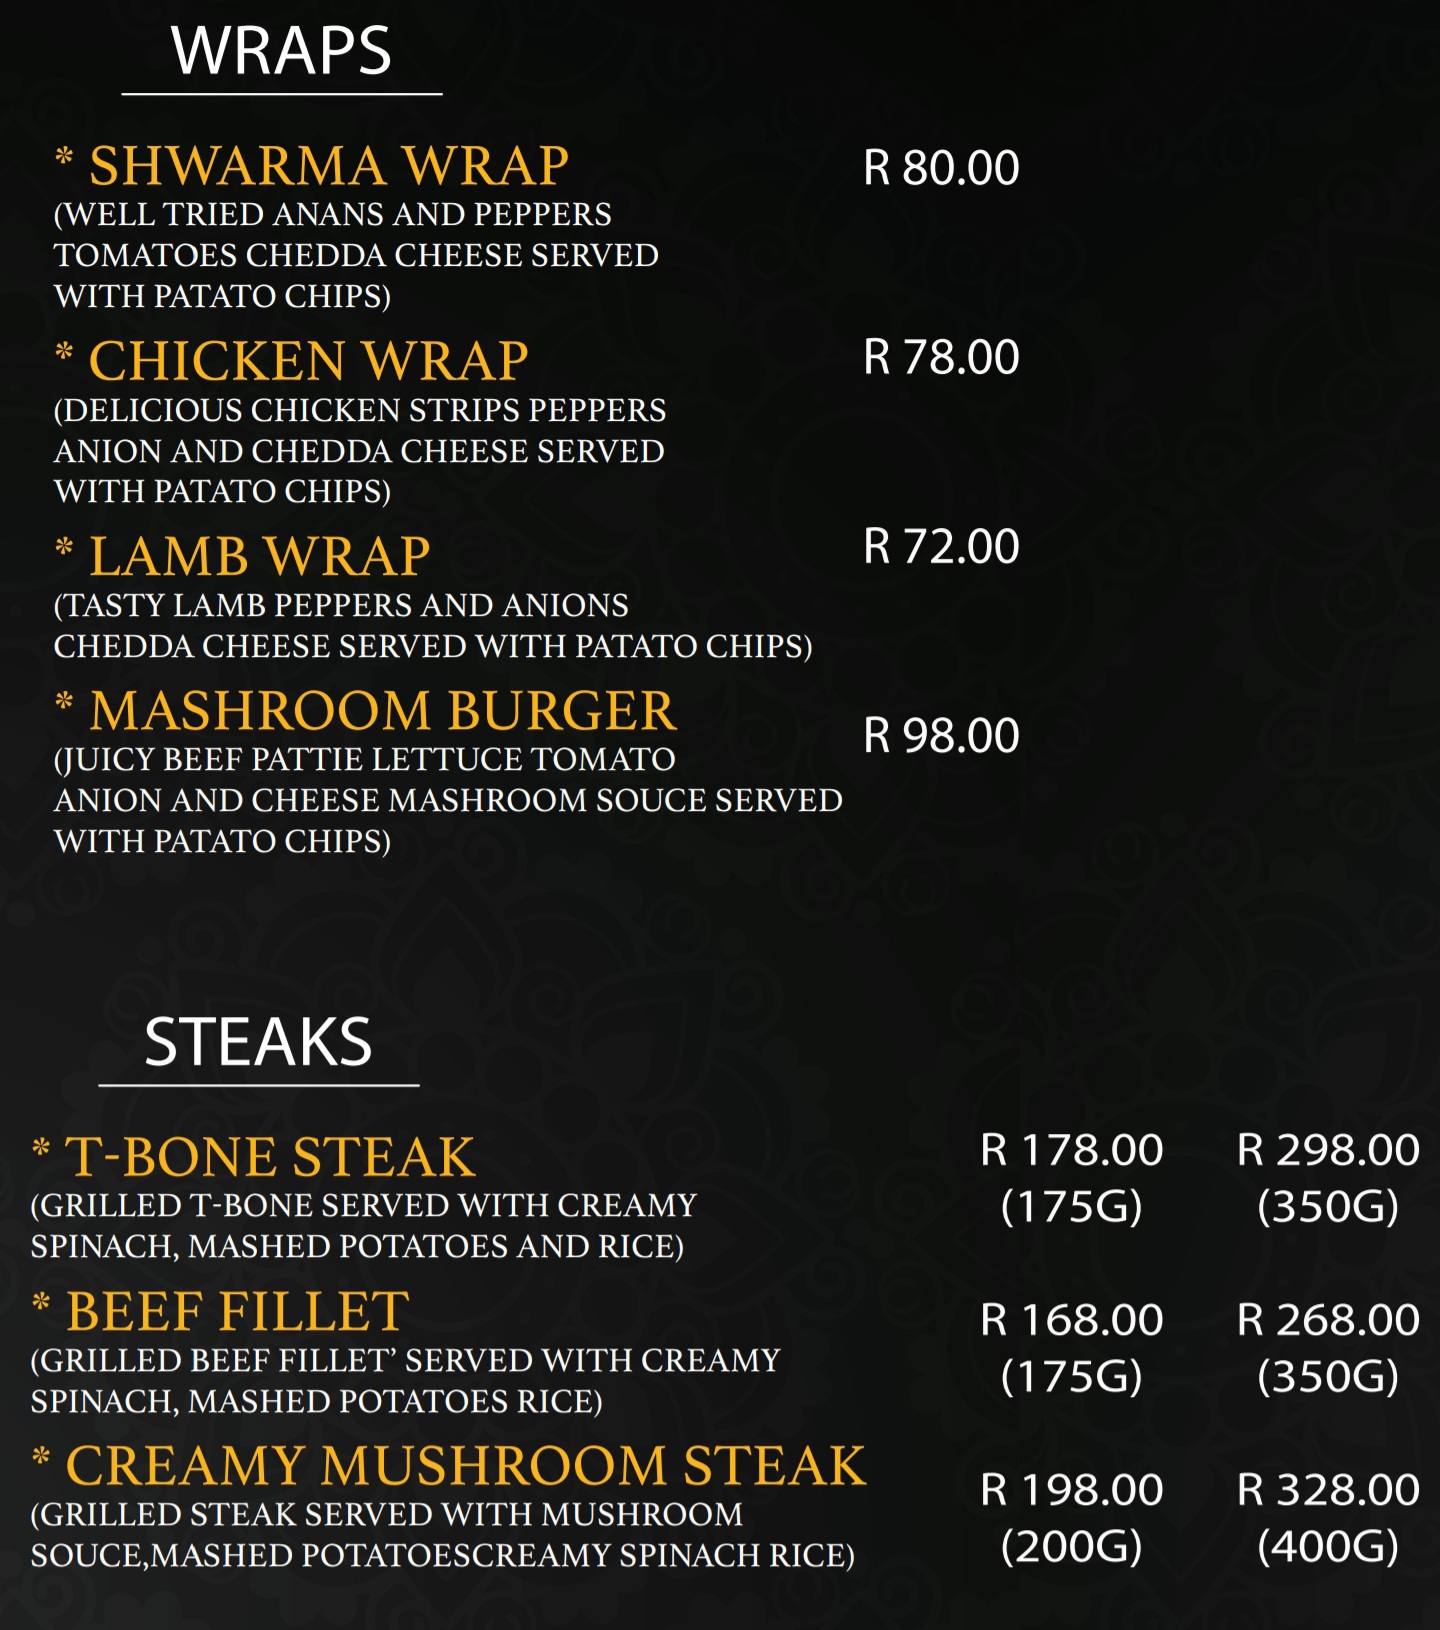 WRAPS
* SHWARMA WRAP R 80.00
(WELL TRIED ANANS AND PEPPERS
TOMATOES CHEDDA CHEESE SERVED
WITH PATATO CHIPS)
* CHICKEN WRAP R 78.00
(DELICIOUS CHICKEN STRIPS PEPPERS
ANION AND CHEDDA CHEESE SERVED
WITH PATATO CHIPS)
* LAMB WRAP R 72.00
(TASTY LAMB PEPPERS AND ANIONS
CHEDDA CHEESE SERVED WITH PATATO CHIPS)
* MASHROOM BURGER R 98.00
(JUICY BEEF PATTIE LETTUCE TOMATO
ANION AND CHEESE MASHROOM SOUCE SERVED
WITH PATATO CHIPS)
STEAKS
* T-BONE STEAK R 178.00 R 298.00
(GRILLED T-BONE SERVED WITH CREAMY (175G) (350G)
SPINACH, MASHED POTATOES AND RICE)
* BEEF FILLET R 168.00 R 268.00
(GRILLED BEEF FILLET’ SERVED WITH CREAMY (175G) (350G)
SPINACH, MASHED POTATOES RICE)
* CREAMY MUSHROOM STEAK R 198.00 R 328.00
(GRILLED STEAK SERVED WITH MUSHROOM (200G) (400G)
SOUCE,MASHED POTATOESCREAMY SPINACH RICE)